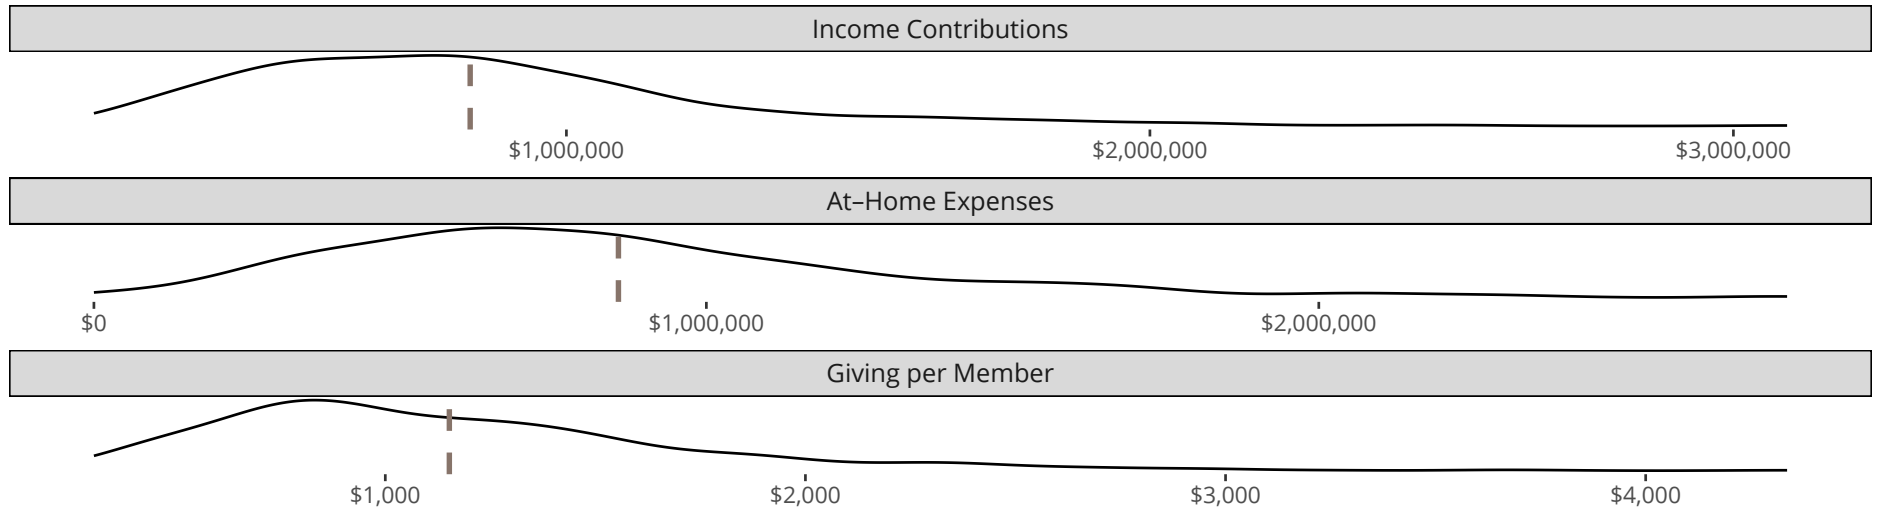 Income Contributions
$1,000,000 $2,000,000 $3,000,000
At–Home Expenses
$0 $1,000,000 $2,000,000
Giving per Member
$1,000 $2,000 $3,000 $4,000